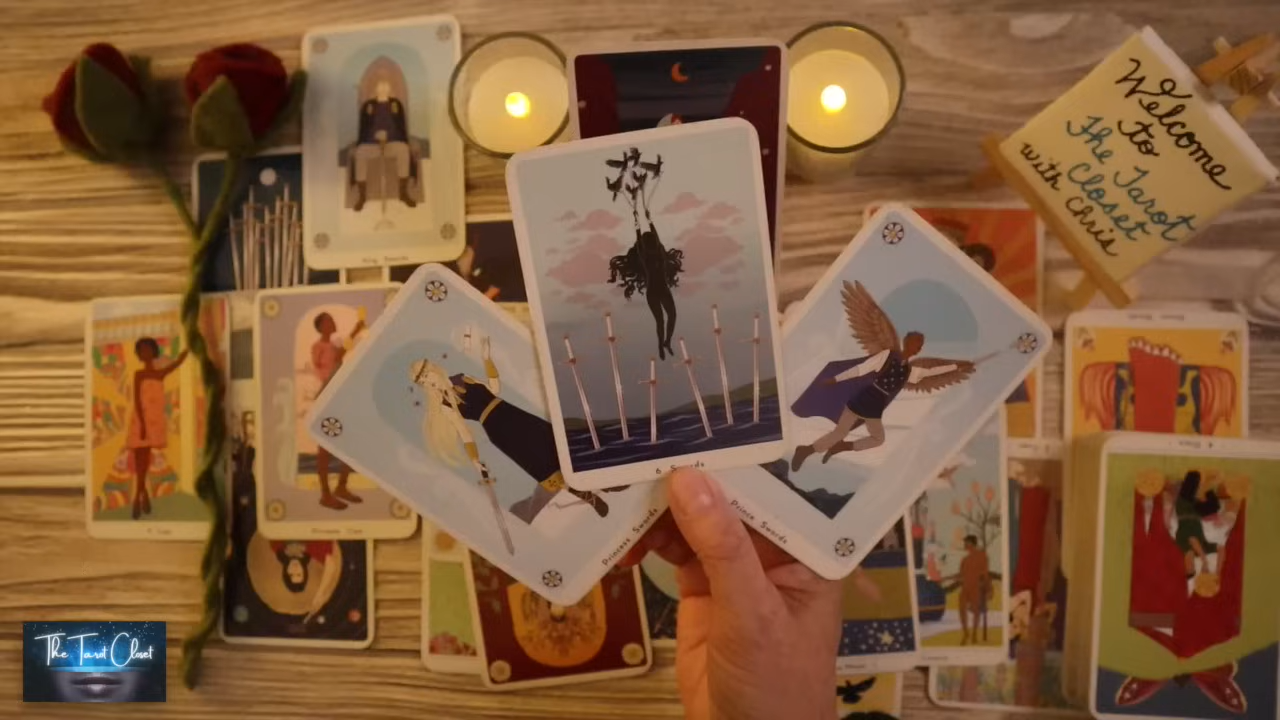 Welcome
to
The Tarot
Closet
with Chris
King Swords
6 Swords
Princess Swords
Prince Swords
The Tarot Closet